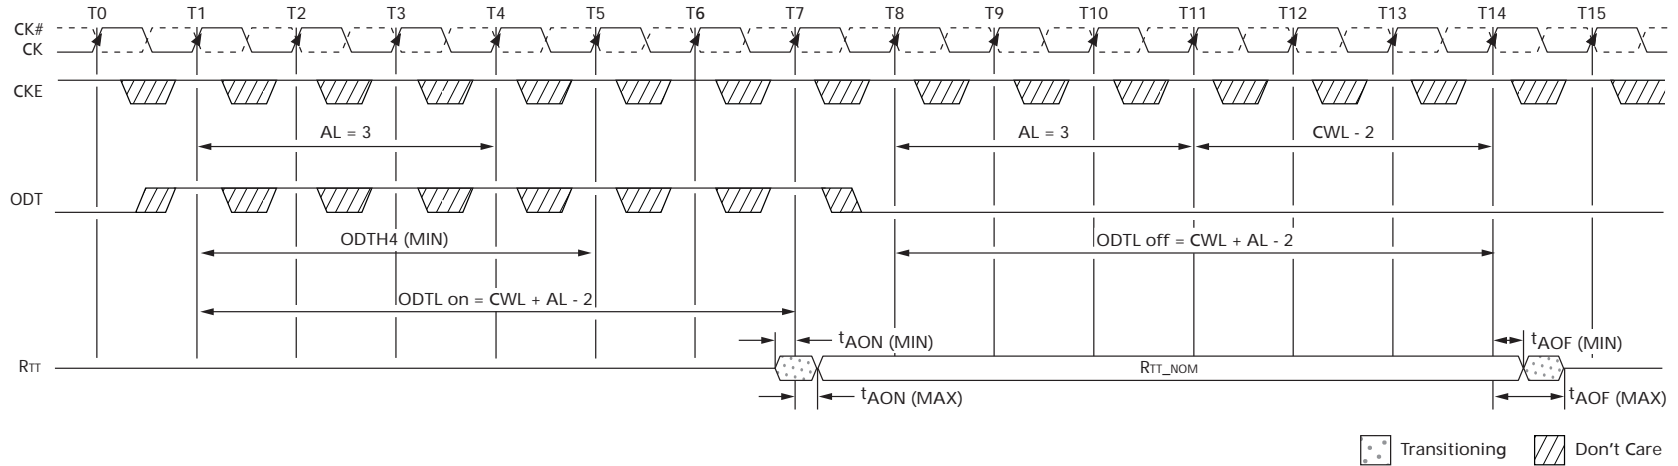 T0 T1 T2 T3 T4 T5 T6 T7 T8 T9 T10 T11 T12 T13 T14 T15
CK#
CK
CKE
AL = 3 AL = 3 CWL - 2
ODT
ODTH4 (MIN) ODTL off = CWL + AL - 2
ODTL on = CWL + AL - 2
tAON (MIN) tAOF (MIN)
RTT RTT_NOM
tAON (MAX) tAOF (MAX)
Transitioning Don't Care